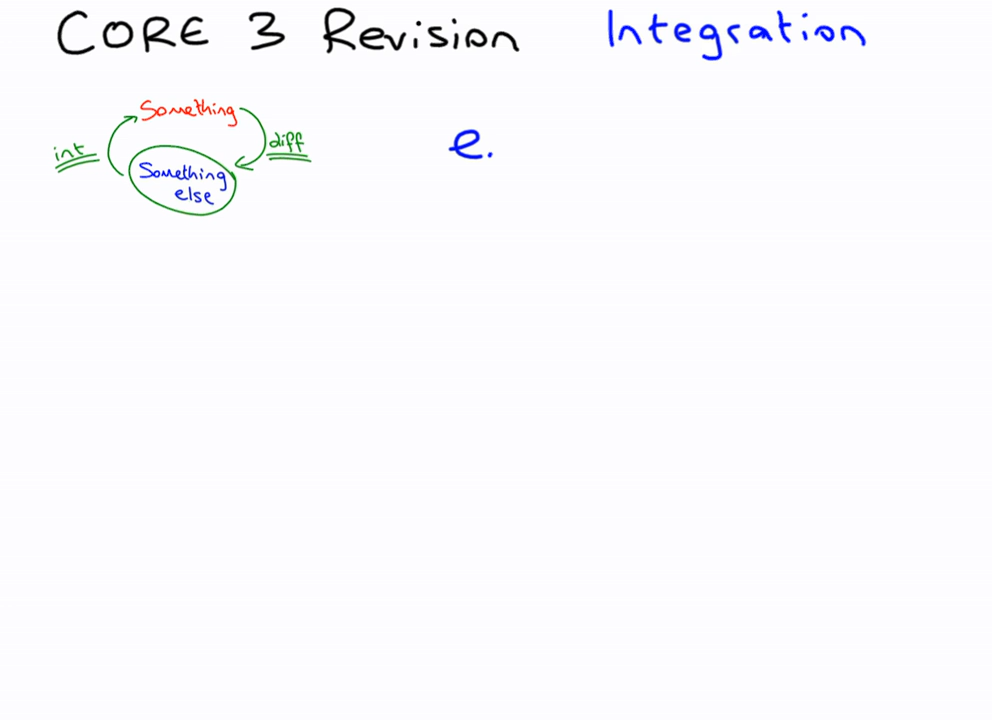 CORE 3 Revision Integration
Something
int
diff
e.
Something
else